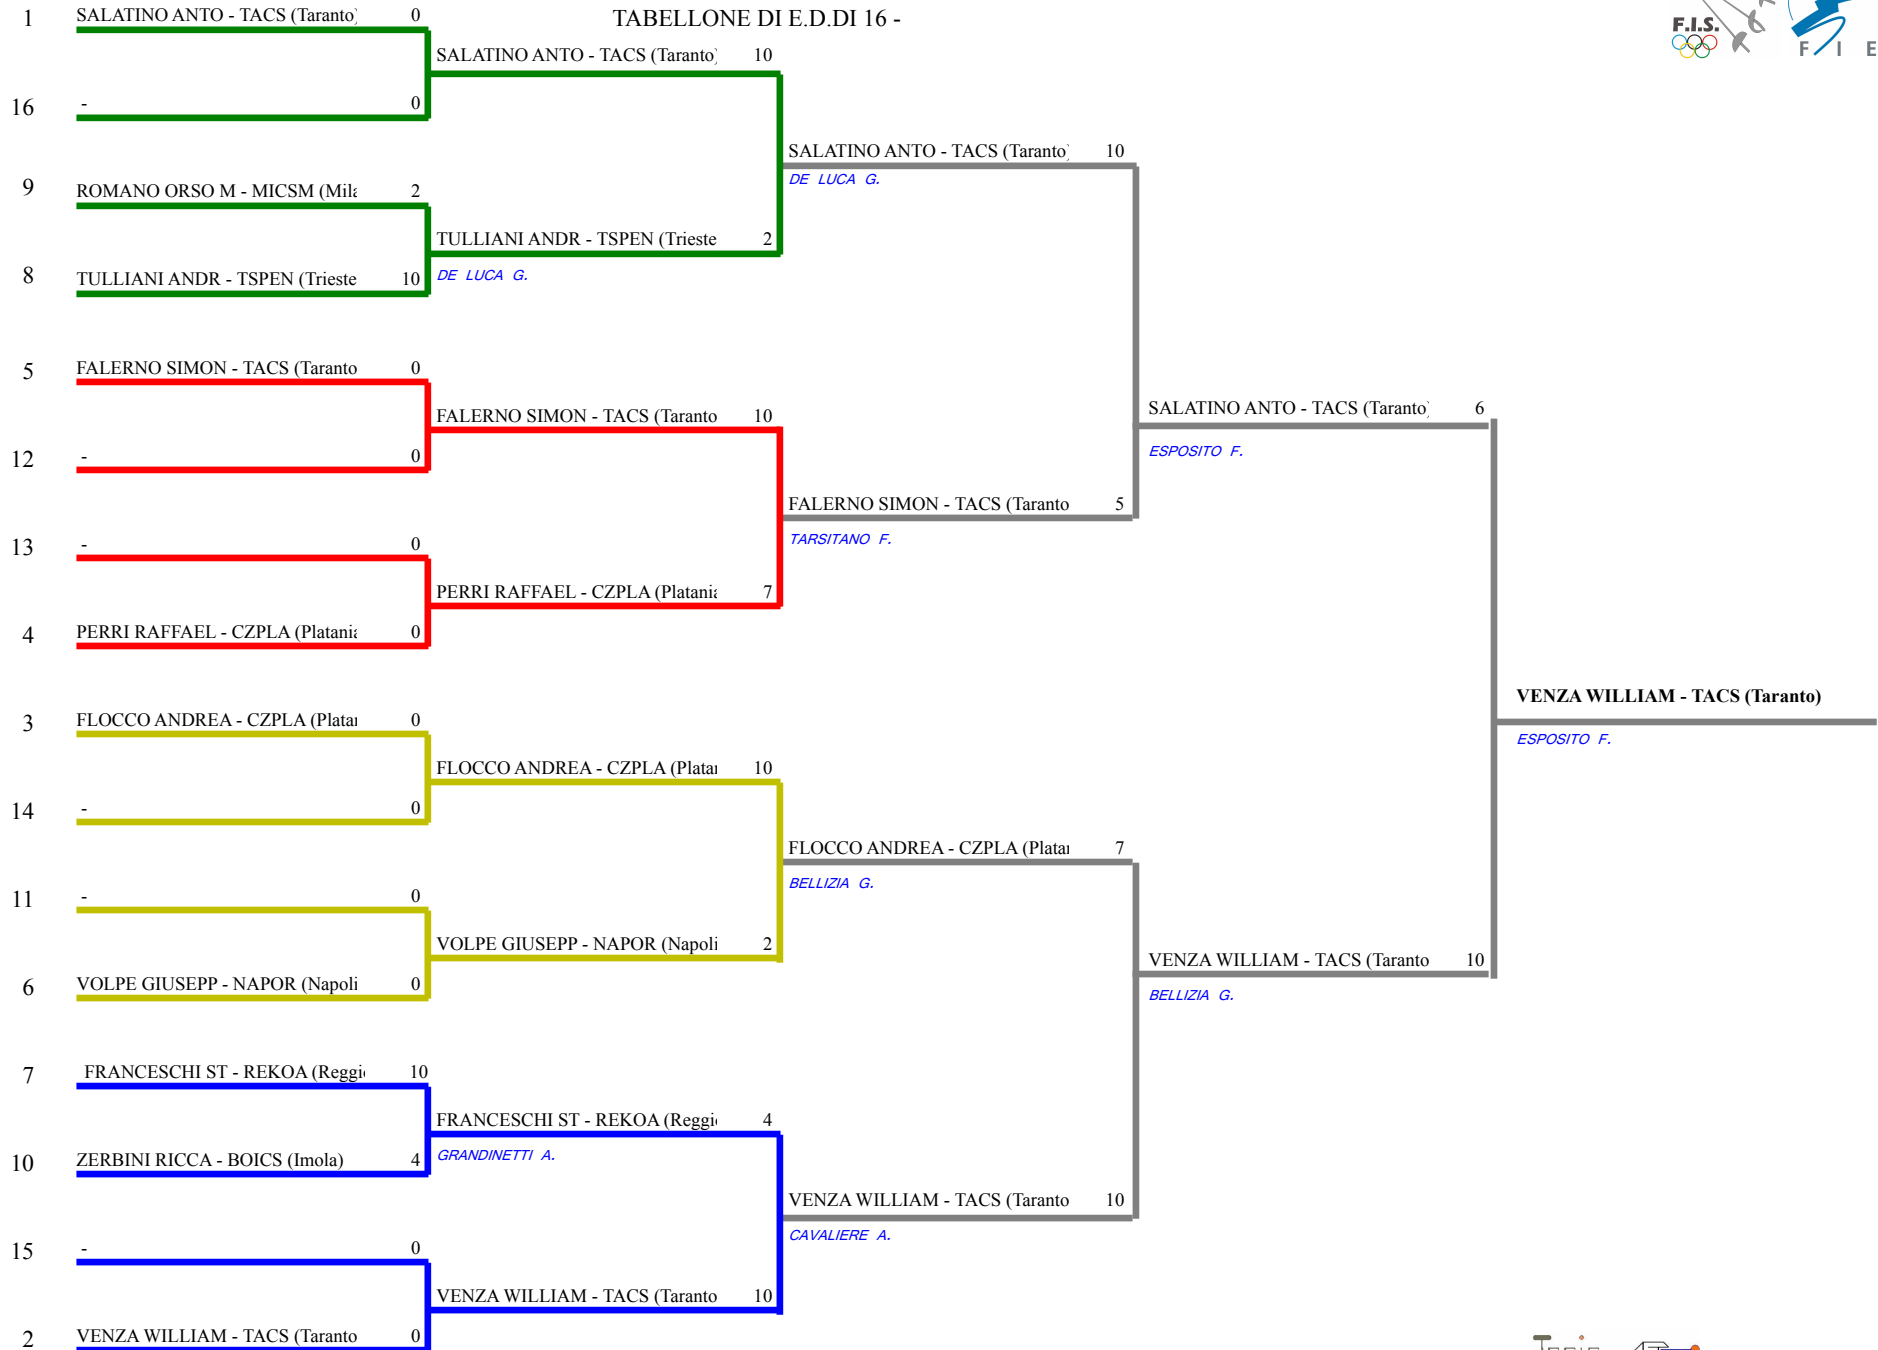 TABELLONE DI E.D.DI 16 -
F.I.S.
F I E
1 SALATINO ANTO - TACS (Taranto) 0
SALATINO ANTO - TACS (Taranto) 10
16 - 0
SALATINO ANTO - TACS (Taranto) 10
DE LUCA G.
9 ROMANO ORSO M - MICSM (Mila 2
TULLIANI ANDR - TSPEN (Trieste 2
DE LUCA G.
8 TULLIANI ANDR - TSPEN (Trieste 10
5 FALERNO SIMON - TACS (Taranto 0
SALATINO ANTO - TACS (Taranto) 6
FALERNO SIMON - TACS (Taranto 10
ESPOSITO F.
12 - 0
FALERNO SIMON - TACS (Taranto 5
TARSITANO F.
13 - 0
PERRI RAFFAEL - CZPLA (Platania 7
4 PERRI RAFFAEL - CZPLA (Platania 0
VENZA WILLIAM - TACS (Taranto)
ESPOSITO F.
3 FLOCCO ANDREA - CZPLA (Platan 0
FLOCCO ANDREA - CZPLA (Platan 10
14 - 0
FLOCCO ANDREA - CZPLA (Platan 7
BELLIZIA G.
11 - 0
VOLPE GIUSEPP - NAPOR (Napoli 2
VENZA WILLIAM - TACS (Taranto 10
BELLIZIA G.
6 VOLPE GIUSEPP - NAPOR (Napoli 0
7 FRANCESCHI ST - REKOA (Reggio 10
FRANCESCHI ST - REKOA (Reggio 4
GRANDINETTI A.
10 ZERBINI RICCA - BOICS (Imola) 4
VENZA WILLIAM - TACS (Taranto 10
CAVALIERE A.
15 - 0
VENZA WILLIAM - TACS (Taranto 10
2 VENZA WILLIAM - TACS (Taranto 0